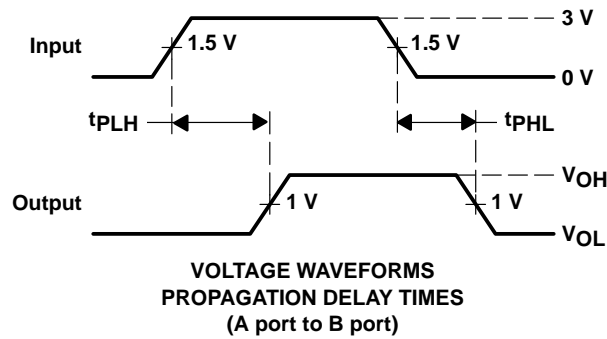 3 V
Input
1.5 V
1.5 V
0 V
tPLH
tPHL
VOH
Output
1 V
1 V
VOL
VOLTAGE WAVEFORMS
PROPAGATION DELAY TIMES
(A port to B port)